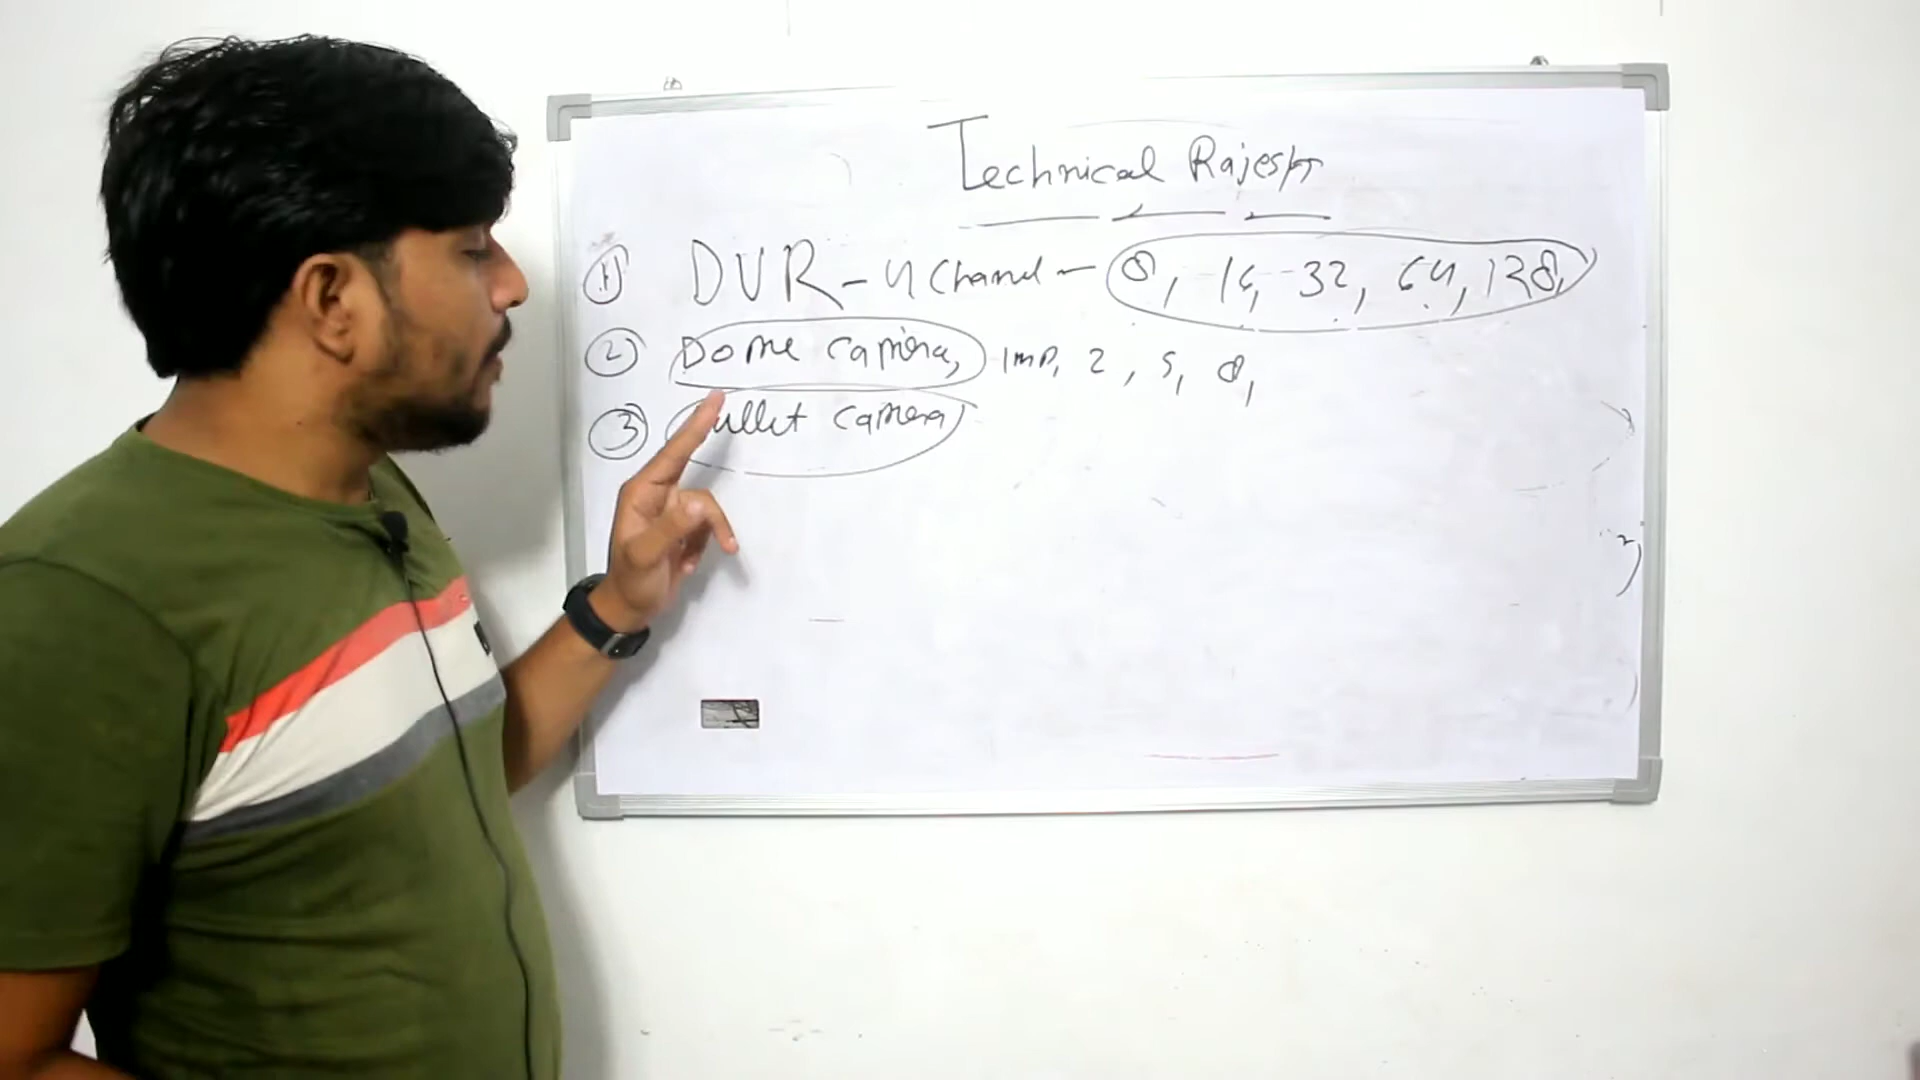 Technical Rajesh
1 DVR - 4 Channel - 8, 16, 32, 64, 128,
2 Dome camera, 1mp, 2, 5, 8,
3 Bullet camera